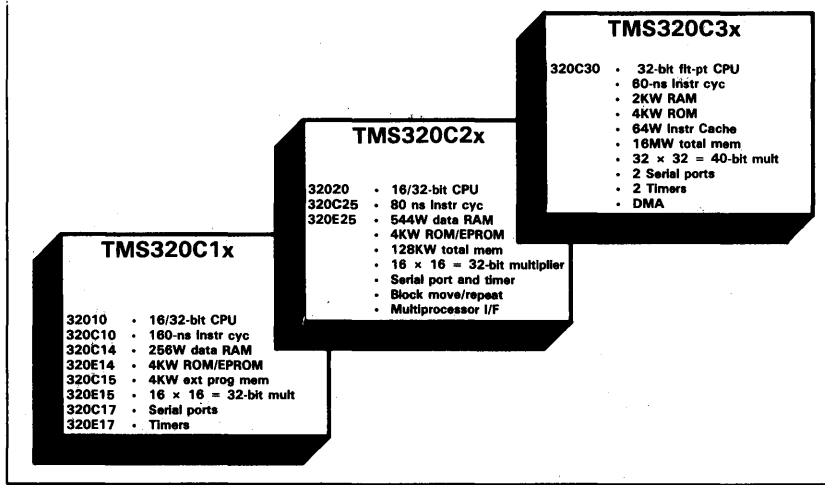 TMS320C3x
320C30 • 32-bit flt-pt CPU
• 60-ns Instr cyc
• 2KW RAM
• 4KW ROM
• 64W Instr Cache
• 16MW total mem
• 32 × 32 = 40-bit mult
• 2 Serial ports
• 2 Timers
• DMA
TMS320C2x
32020 • 16/32-bit CPU
320C25 • 80 ns Instr cyc
320E25 • 544W data RAM
• 4KW ROM/EPROM
• 128KW total mem
• 16 × 16 = 32-bit multiplier
• Serial port and timer
• Block move/repeat
• Multiprocessor I/F
TMS320C1x
32010 • 16/32-bit CPU
320C10 • 160-ns Instr cyc
320C14 • 256W data RAM
320E14 • 4KW ROM/EPROM
320C15 • 4KW ext prog mem
320E15 • 16 × 16 = 32-bit mult
320C17 • Serial ports
320E17 • Timers